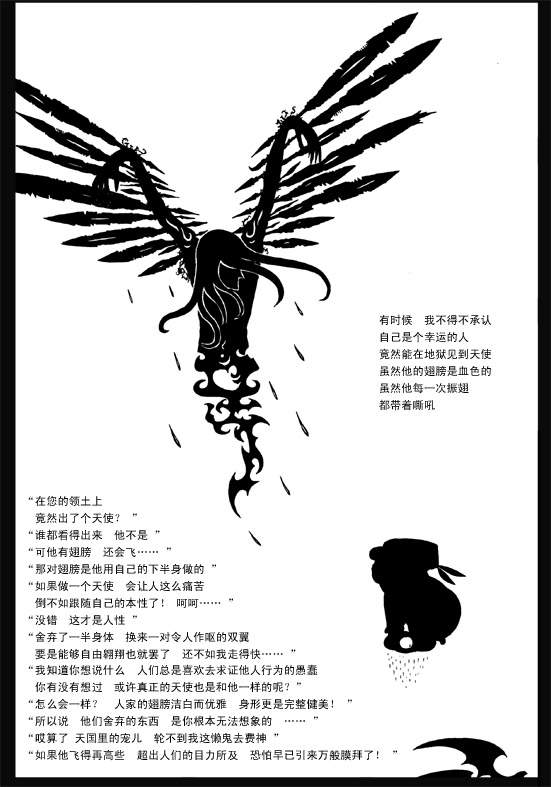 有时候　我不得不承认
自己是个幸运的人
竟然能在地狱见到天使
虽然他的翅膀是血色的
虽然他每一次振翅
都带着嘶吼
“在您的领土上
竟然出了个天使？ ”
“谁都看得出来　他不是 ”
“可他有翅膀　还会飞…… ”
“那对翅膀是他用自己的下半身做的 ”
“如果做一个天使　会让人这么痛苦
倒不如跟随自己的本性了！ 呵呵…… ”
“没错　这才是人性 ”
“舍弃了一半身体　换来一对令人作呕的双翼
要是能够自由翱翔也就罢了　还不如我走得快…… ”
“我知道你想说什么　人们总是喜欢去求证他人行为的愚蠢
你有没有想过　或许真正的天使也是和他一样的呢？”
“怎么会一样？　人家的翅膀洁白而优雅　身形更是完整健美！ ”
“所以说　他们舍弃的东西　是你根本无法想象的　…… ”
“哎算了 天国里的宠儿　轮不到我这懒鬼去费神 ”
“如果他飞得再高些　超出人们的目力所及　恐怕早已引来万般膜拜了！ ”